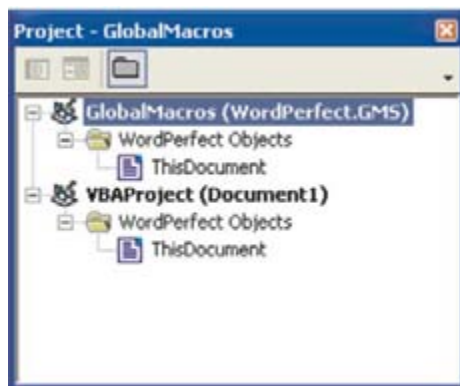 Project - GlobalMacros
GlobalMacros (WordPerfect.GMS)
WordPerfect Objects
ThisDocument
VBAProject (Document1)
WordPerfect Objects
ThisDocument